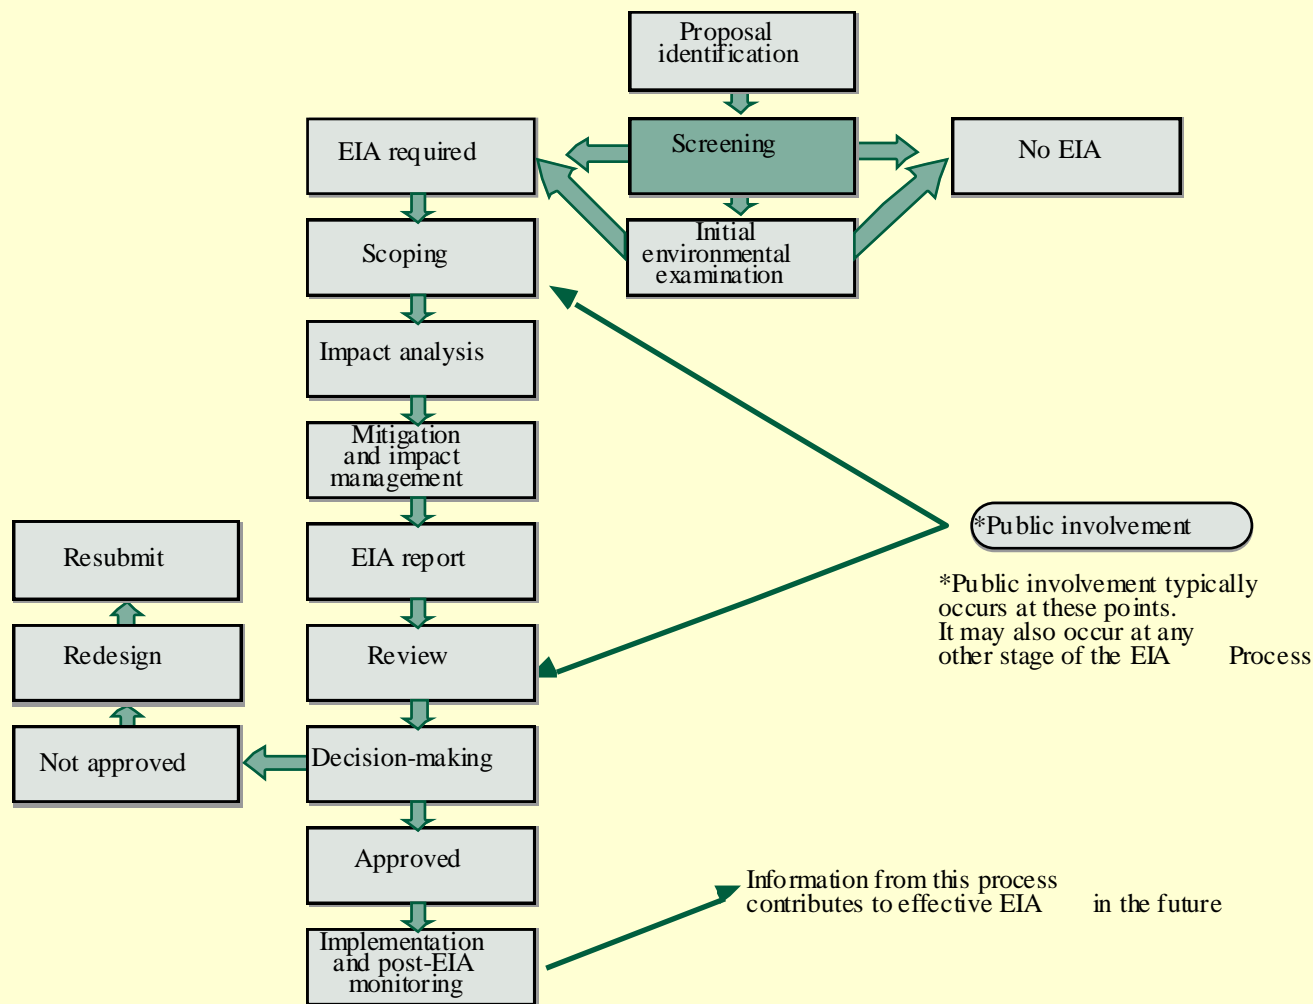 Proposal
identification
EIA required
Screening
No EIA
Initial
environmental
examination
Scoping
Impact analysis
Mitigation
and impact
management
Resubmit
EIA report
*Public involvement
*Public involvement typically
occurs at these points.
It may also occur at any
other stage of the EIA Process
Redesign
Review
Not approved
Decision-making
Approved
Information from this process
contributes to effective EIA in the future
Implementation
and post-EIA
monitoring